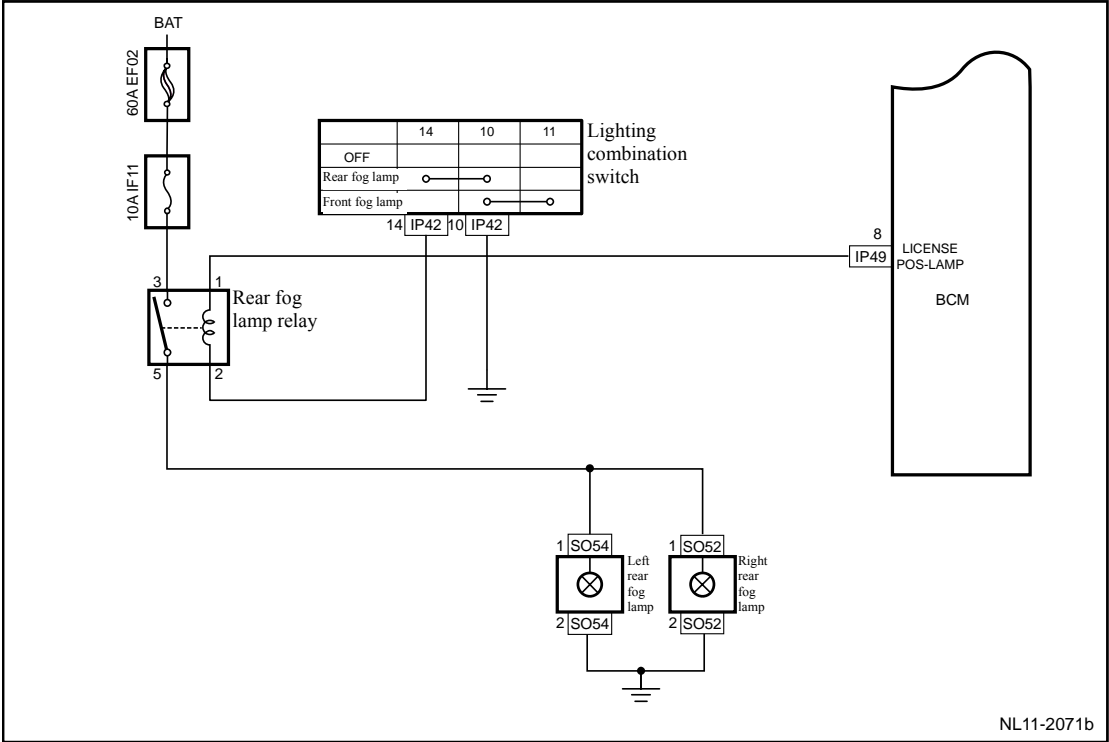 BAT
60A EF02
10A IF11
14 10 11
OFF
Rear fog lamp
Front fog lamp
Lighting
combination
switch
14 IP42 10 IP42
8
IP49
LICENSE
POS-LAMP
BCM
3 1
Rear fog
lamp relay
5 2
1 SO54
Left
rear
fog
lamp
2 SO54
1 SO52
Right
rear
fog
lamp
2 SO52
NL11-2071b